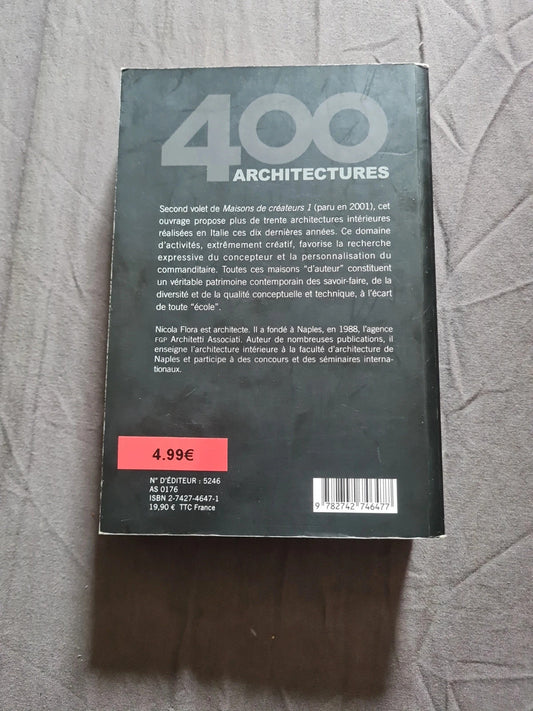 400
ARCHITECTURES
Second volet de Maisons de créateurs 1 (paru en 2001), cet
ouvrage propose plus de trente architectures intérieures
réalisées en Italie ces dix dernières années. Ce domaine
d'activités, extrêmement créatif, favorise la recherche
expressive du concepteur et la personnalisation du
commanditaire. Toutes ces maisons "d'auteur" constituent
un véritable patrimoine contemporain des savoir-faire, de la
diversité et de la qualité conceptuelle et technique, à l'écart
de toute "école".
Nicola Flora est architecte. Il a fondé à Naples, en 1988, l'agence
FGP Architetti Associati. Auteur de nombreuses publications, il
enseigne l'architecture intérieure à la faculté d'architecture de
Naples et participe à des concours et des séminaires interna-
tionaux.
4.99€
N° D'ÉDITEUR : 5246
AS 0176
ISBN 2-7427-4647-1
19,90 € TTC France
9 782742 746477